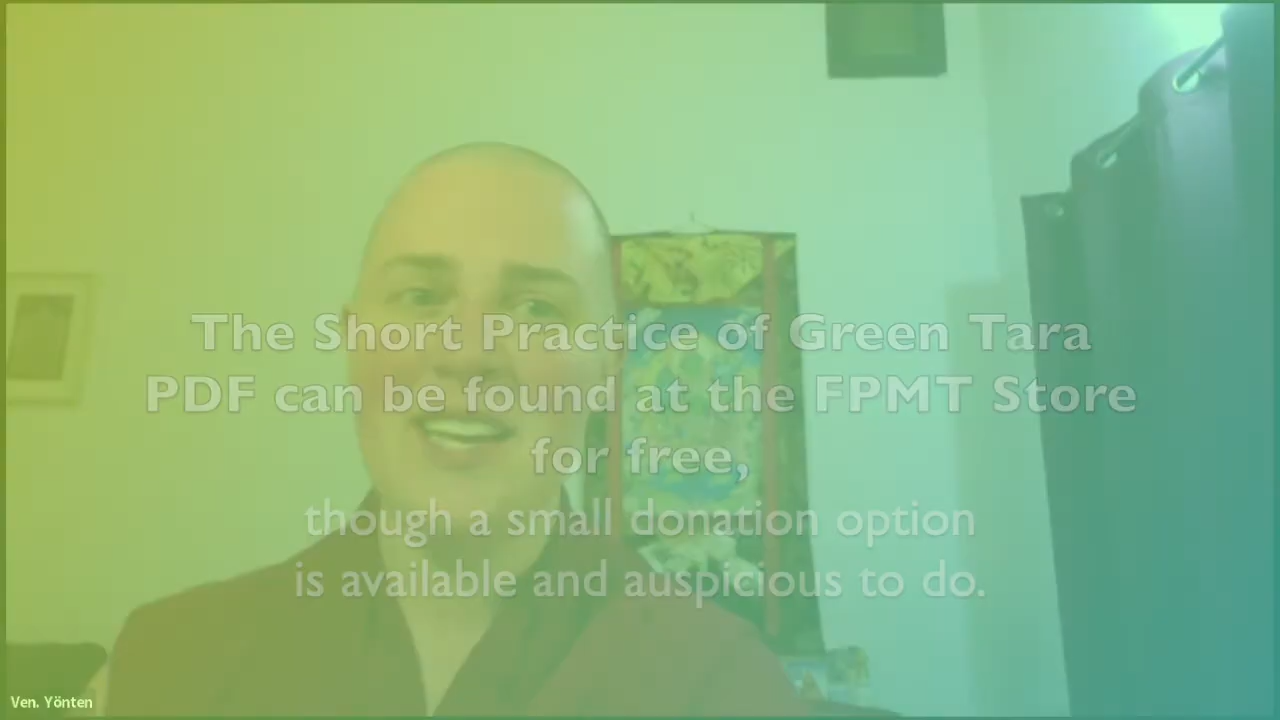 The Short Practice of Green Tara
PDF can be found at the FPMT Store
for free,
though a small donation option
is available and auspicious to do.
Ven. Yönten